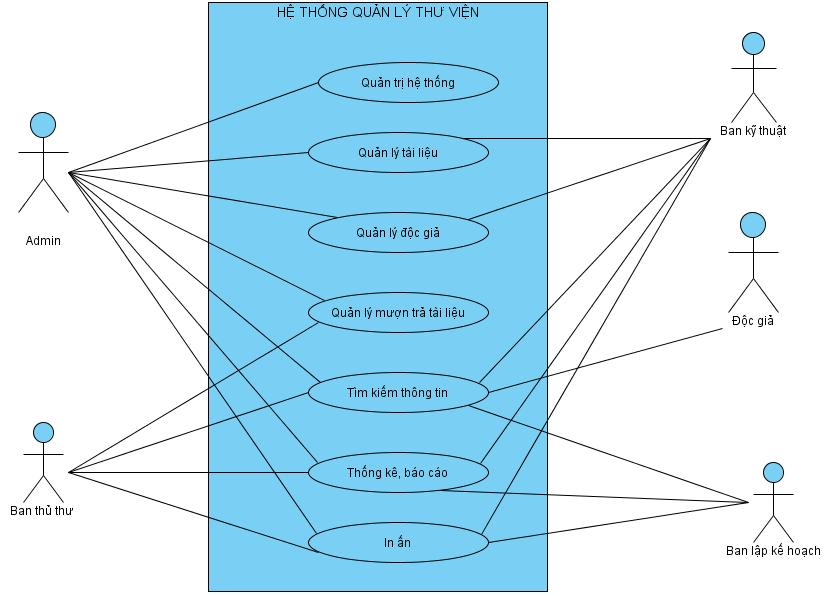 HỆ THỐNG QUẢN LÝ THƯ VIỆN
Quản trị hệ thống
Quản lý tài liệu
Quản lý độc giả
Quản lý mượn trả tài liệu
Tìm kiếm thông tin
Thống kê, báo cáo
In ấn
Admin
Ban thủ thư
Ban kỹ thuật
Độc giả
Ban lập kế hoạch